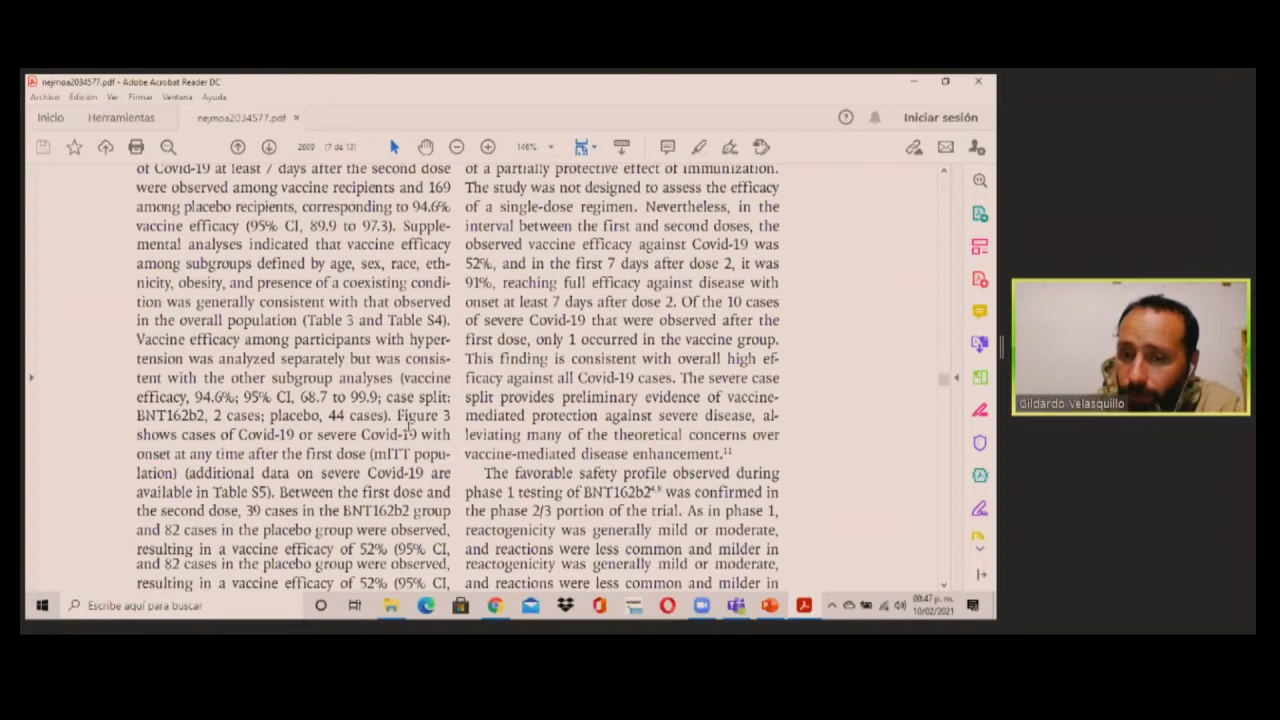 nejmoa2034577.pdf - Adobe Acrobat Reader DC
Archivo Edición Ver Firmar Ventana Ayuda
Inicio Herramientas nejmoa2034577.pdf × Iniciar sesión
2609 (7 de 13) 146%
of Covid-19 at least 7 days after the second dose
were observed among vaccine recipients and 169
among placebo recipients, corresponding to 94.6%
vaccine efficacy (95% CI, 89.9 to 97.3). Supple-
mental analyses indicated that vaccine efficacy
among subgroups defined by age, sex, race, eth-
nicity, obesity, and presence of a coexisting condi-
tion was generally consistent with that observed
in the overall population (Table 3 and Table S4).
Vaccine efficacy among participants with hyper-
tension was analyzed separately but was consis-
tent with the other subgroup analyses (vaccine
efficacy, 94.6%; 95% CI, 68.7 to 99.9; case split:
BNT162b2, 2 cases; placebo, 44 cases). Figure 3
shows cases of Covid-19 or severe Covid-19 with
onset at any time after the first dose (mITT popu-
lation) (additional data on severe Covid-19 are
available in Table S5). Between the first dose and
the second dose, 39 cases in the BNT162b2 group
and 82 cases in the placebo group were observed,
resulting in a vaccine efficacy of 52% (95% CI,
and 82 cases in the placebo group were observed,
resulting in a vaccine efficacy of 52% (95% CI,
of a partially protective effect of immunization.
The study was not designed to assess the efficacy
of a single-dose regimen. Nevertheless, in the
interval between the first and second doses, the
observed vaccine efficacy against Covid-19 was
52%, and in the first 7 days after dose 2, it was
91%, reaching full efficacy against disease with
onset at least 7 days after dose 2. Of the 10 cases
of severe Covid-19 that were observed after the
first dose, only 1 occurred in the vaccine group.
This finding is consistent with overall high ef-
ficacy against all Covid-19 cases. The severe case
split provides preliminary evidence of vaccine-
mediated protection against severe disease, al-
leviating many of the theoretical concerns over
vaccine-mediated disease enhancement.11
The favorable safety profile observed during
phase 1 testing of BNT162b24,8 was confirmed in
the phase 2/3 portion of the trial. As in phase 1,
reactogenicity was generally mild or moderate,
and reactions were less common and milder in
reactogenicity was generally mild or moderate,
and reactions were less common and milder in
Gildardo Velasquillo
Escribe aquí para buscar
08:47 p. m.
10/02/2021